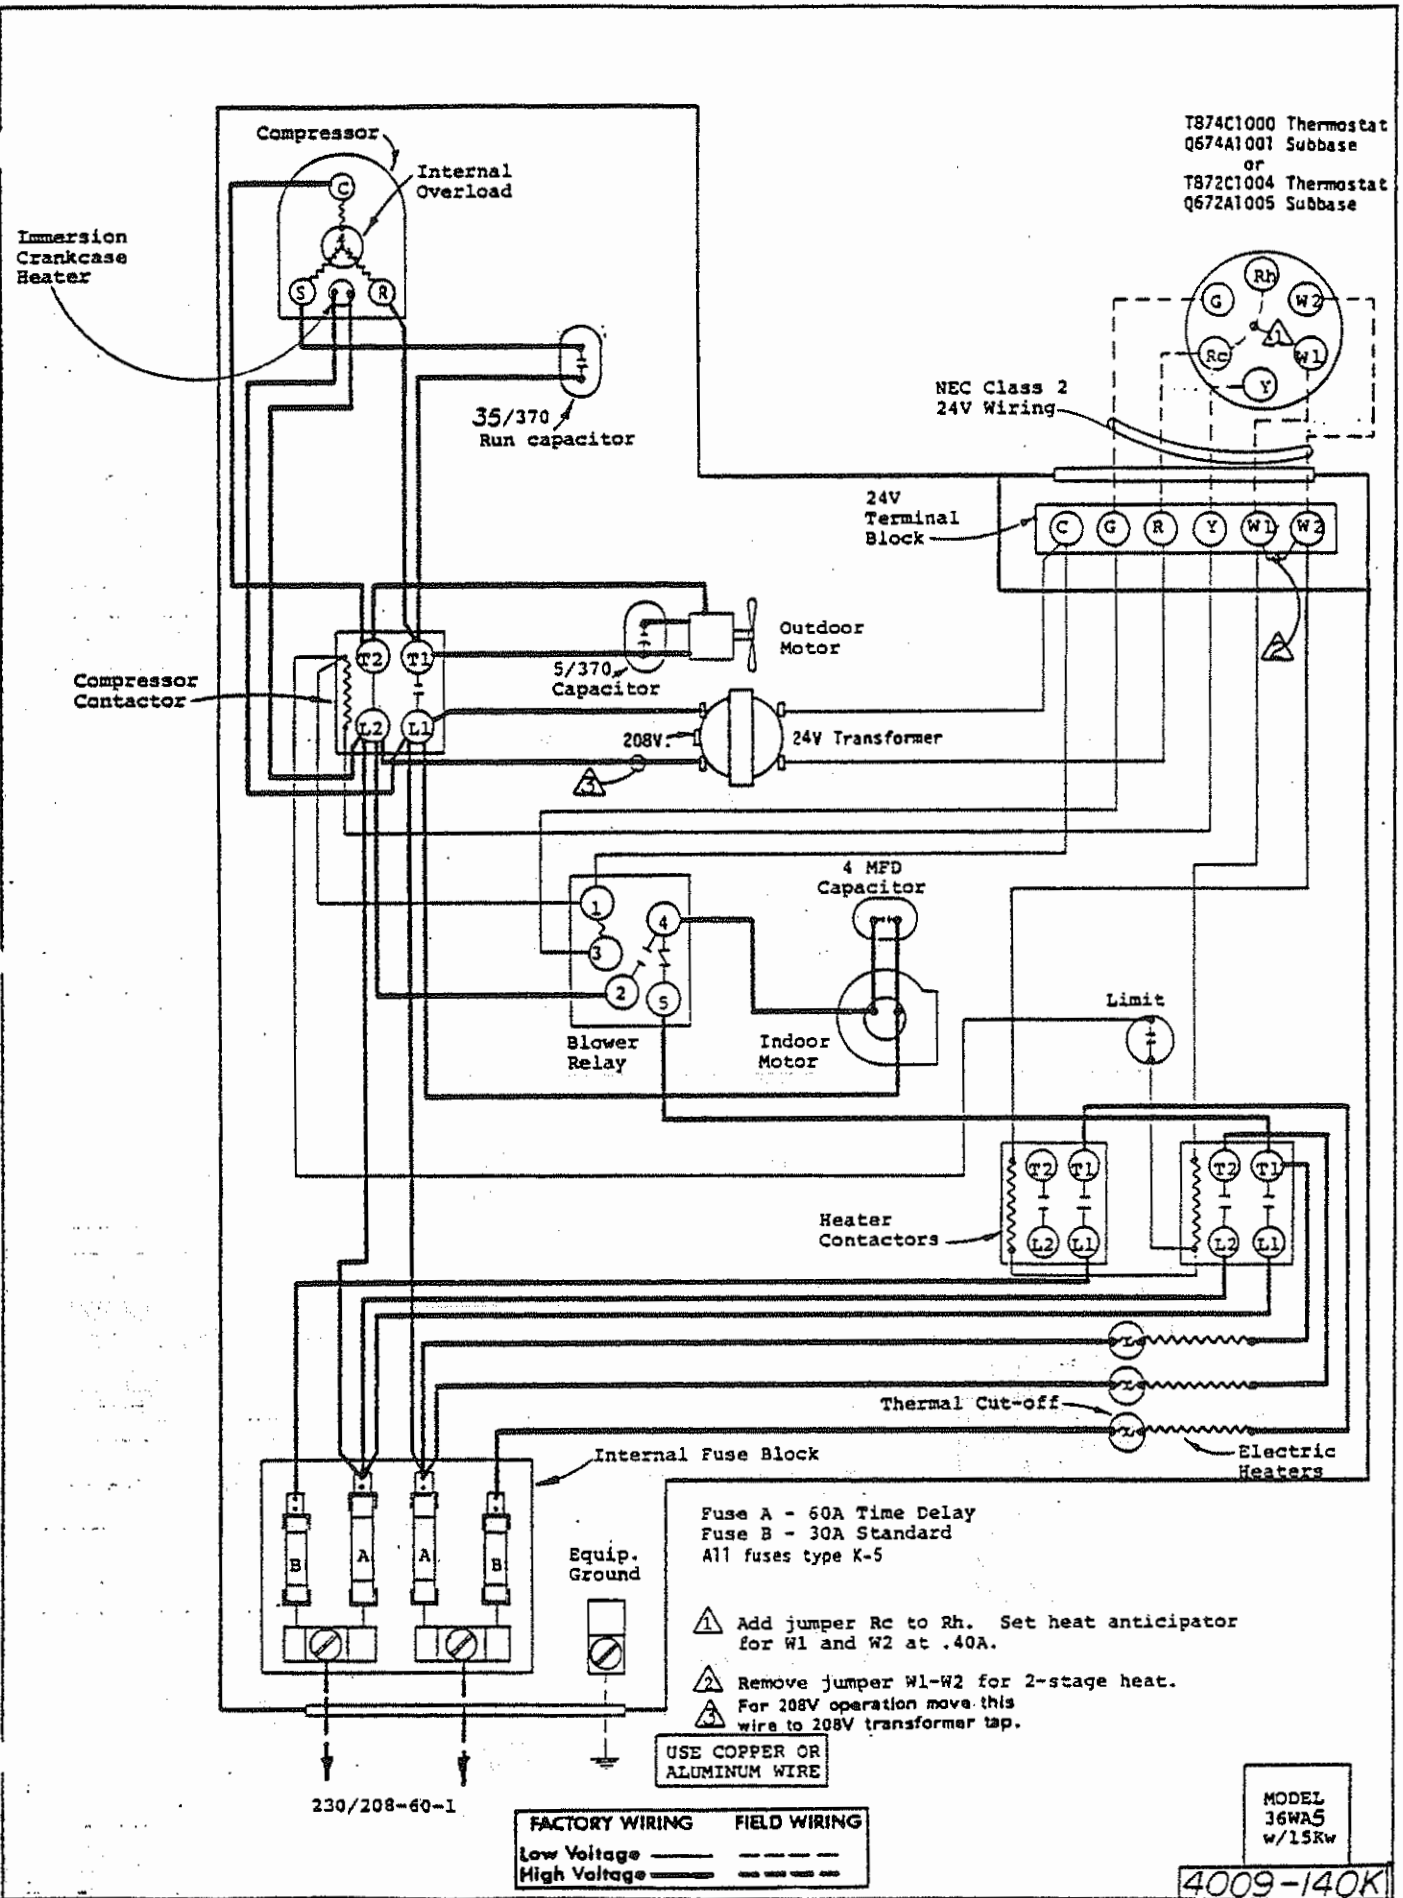 T874C1000 Thermostat
Q674A1001 Subbase
or
T872C1004 Thermostat
Q672A1005 Subbase
Compressor
C
Internal
Overload
Immersion
Crankcase
Heater
S
R
Rh
G
W2
1
Rc
W1
Y
35/370
Run capacitor
NEC Class 2
24V Wiring
24V
Terminal
Block
C G R Y W1 W2
2
Outdoor
Motor
5/370
Capacitor
T2 T1
Compressor
Contactor
L2 L1
208V.
24V Transformer
3
4 MFD
Capacitor
1
4
3
2
5
Blower
Relay
Indoor
Motor
Limit
T2 T1
T2 T1
Heater
Contactors
L2 L1
L2 L1
Thermal Cut-off
Electric
Heaters
Internal Fuse Block
B A A B
Fuse A - 60A Time Delay
Fuse B - 30A Standard
All fuses type K-5
Equip.
Ground
1 Add jumper Rc to Rh. Set heat anticipator
for W1 and W2 at .40A.
2 Remove jumper W1-W2 for 2-stage heat.
3 For 208V operation move this
wire to 208V transformer tap.
USE COPPER OR
ALUMINUM WIRE
230/208-60-1
FACTORY WIRING FIELD WIRING
Low Voltage
High Voltage
MODEL
36WA5
w/15Kw
4009-140K